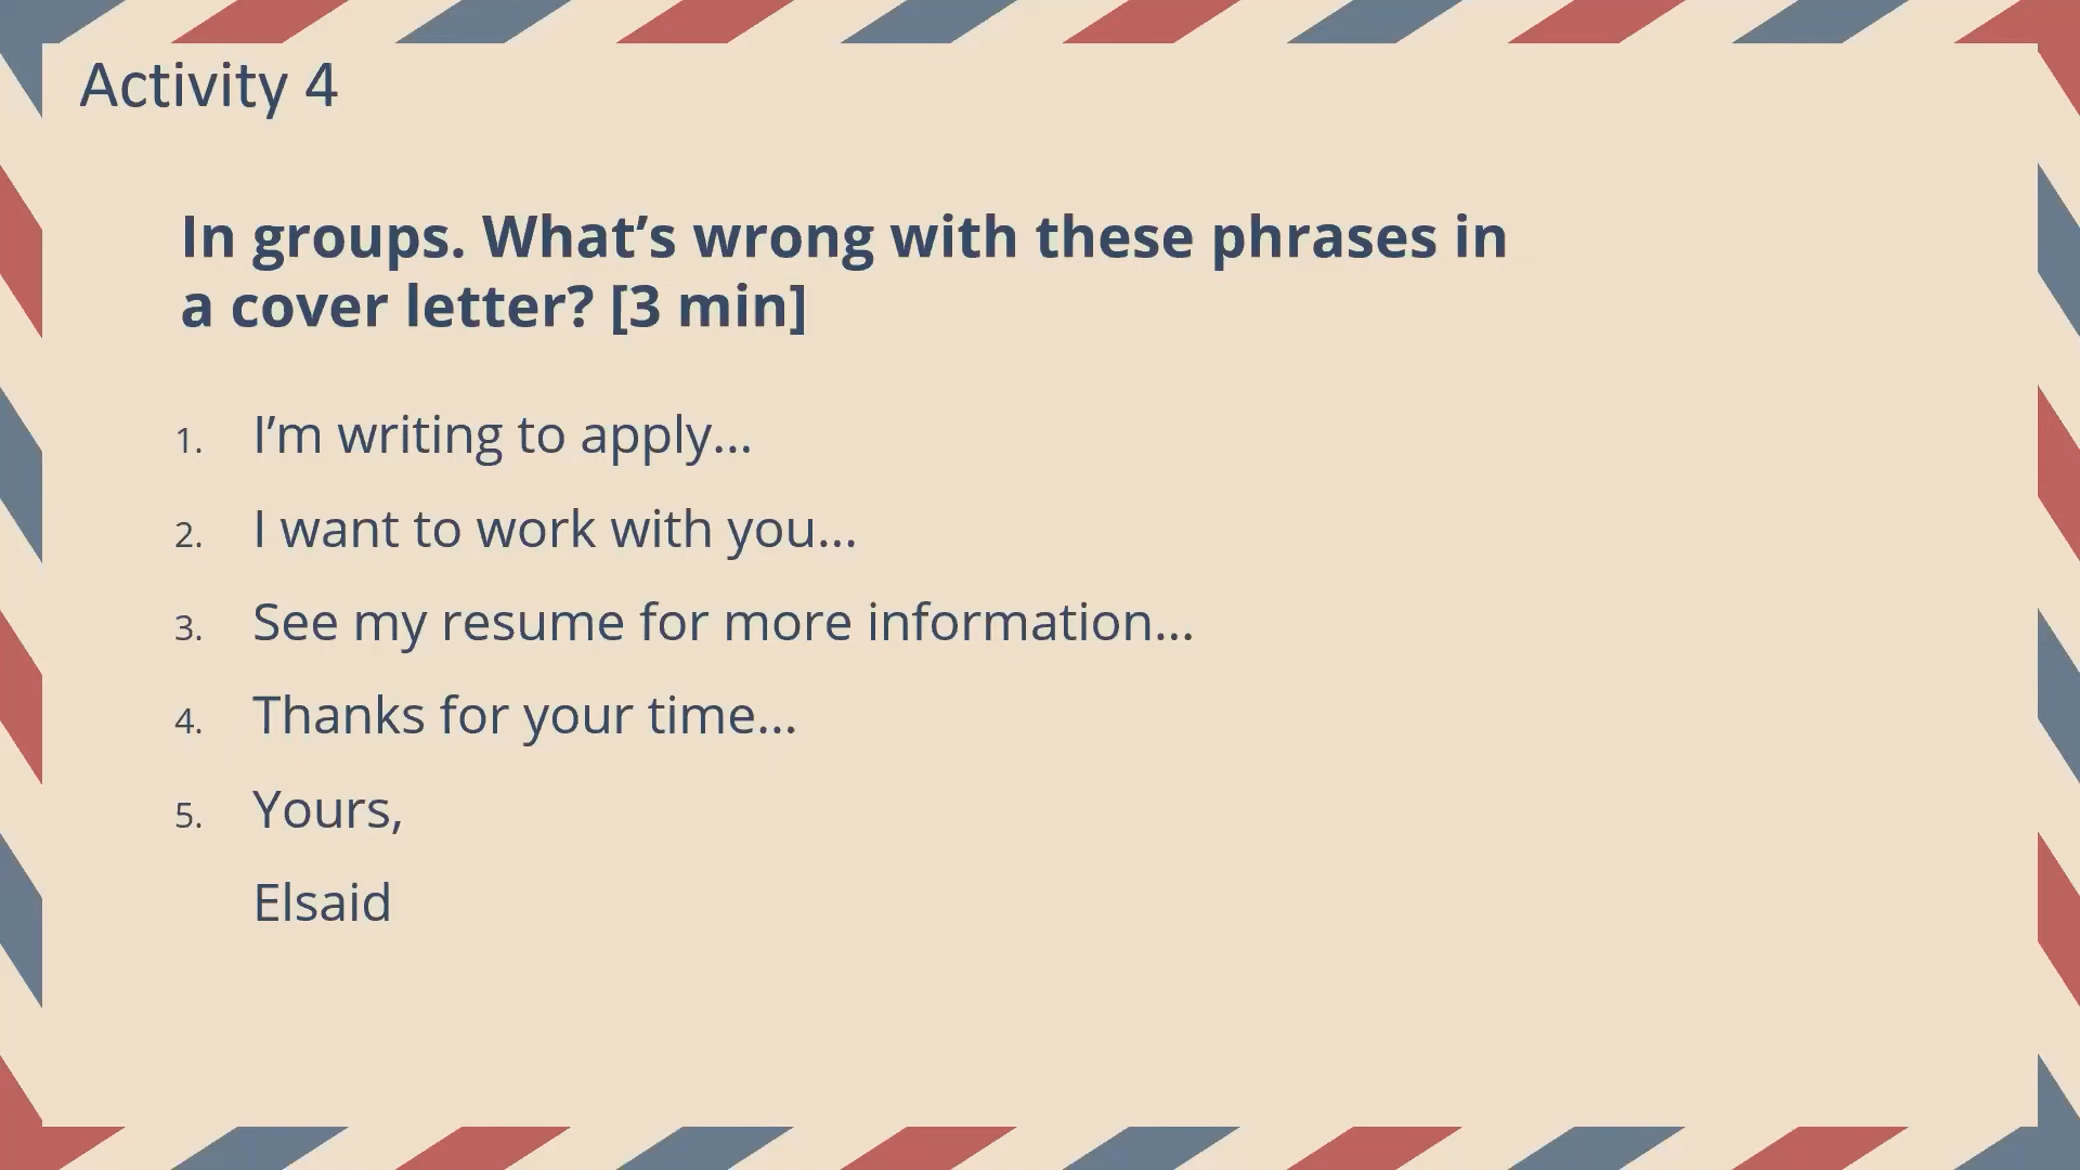 Activity 4
In groups. What’s wrong with these phrases in
a cover letter? [3 min]
1. I’m writing to apply…
2. I want to work with you…
3. See my resume for more information…
4. Thanks for your time…
5. Yours,
Elsaid